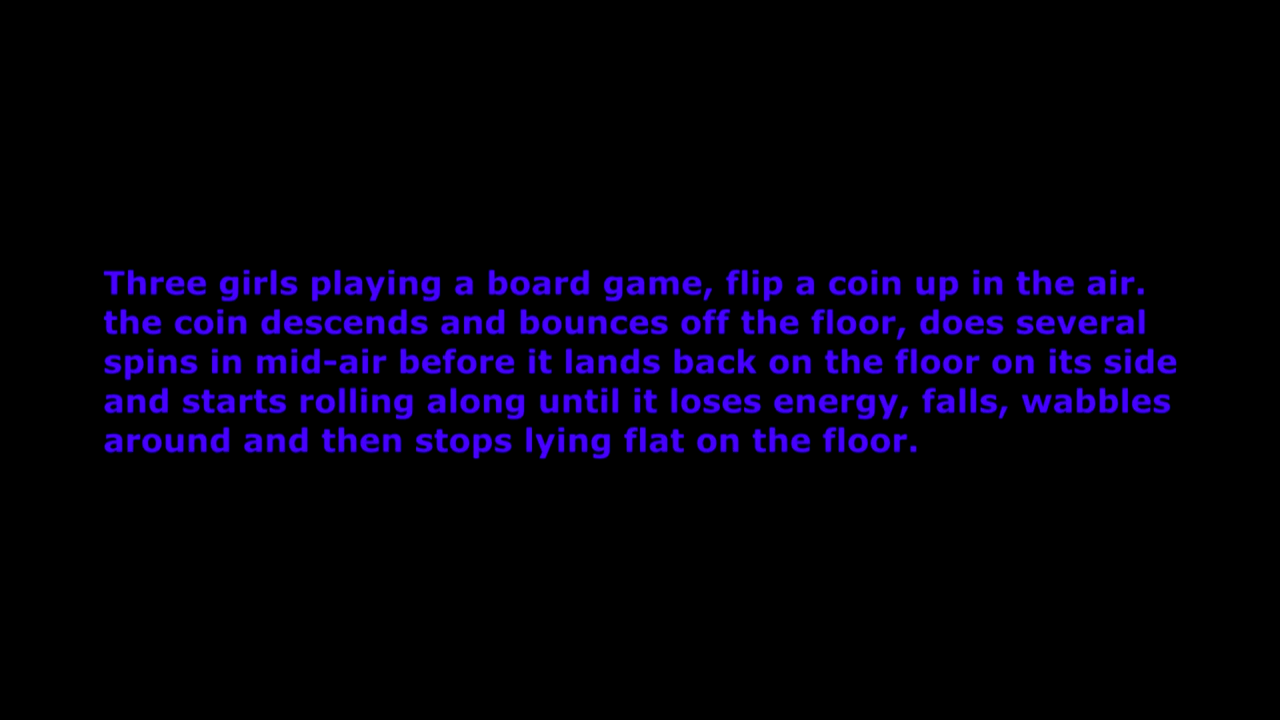 Three girls playing a board game, flip a coin up in the air.
the coin descends and bounces off the floor, does several
spins in mid-air before it lands back on the floor on its side
and starts rolling along until it loses energy, falls, wabbles
around and then stops lying flat on the floor.